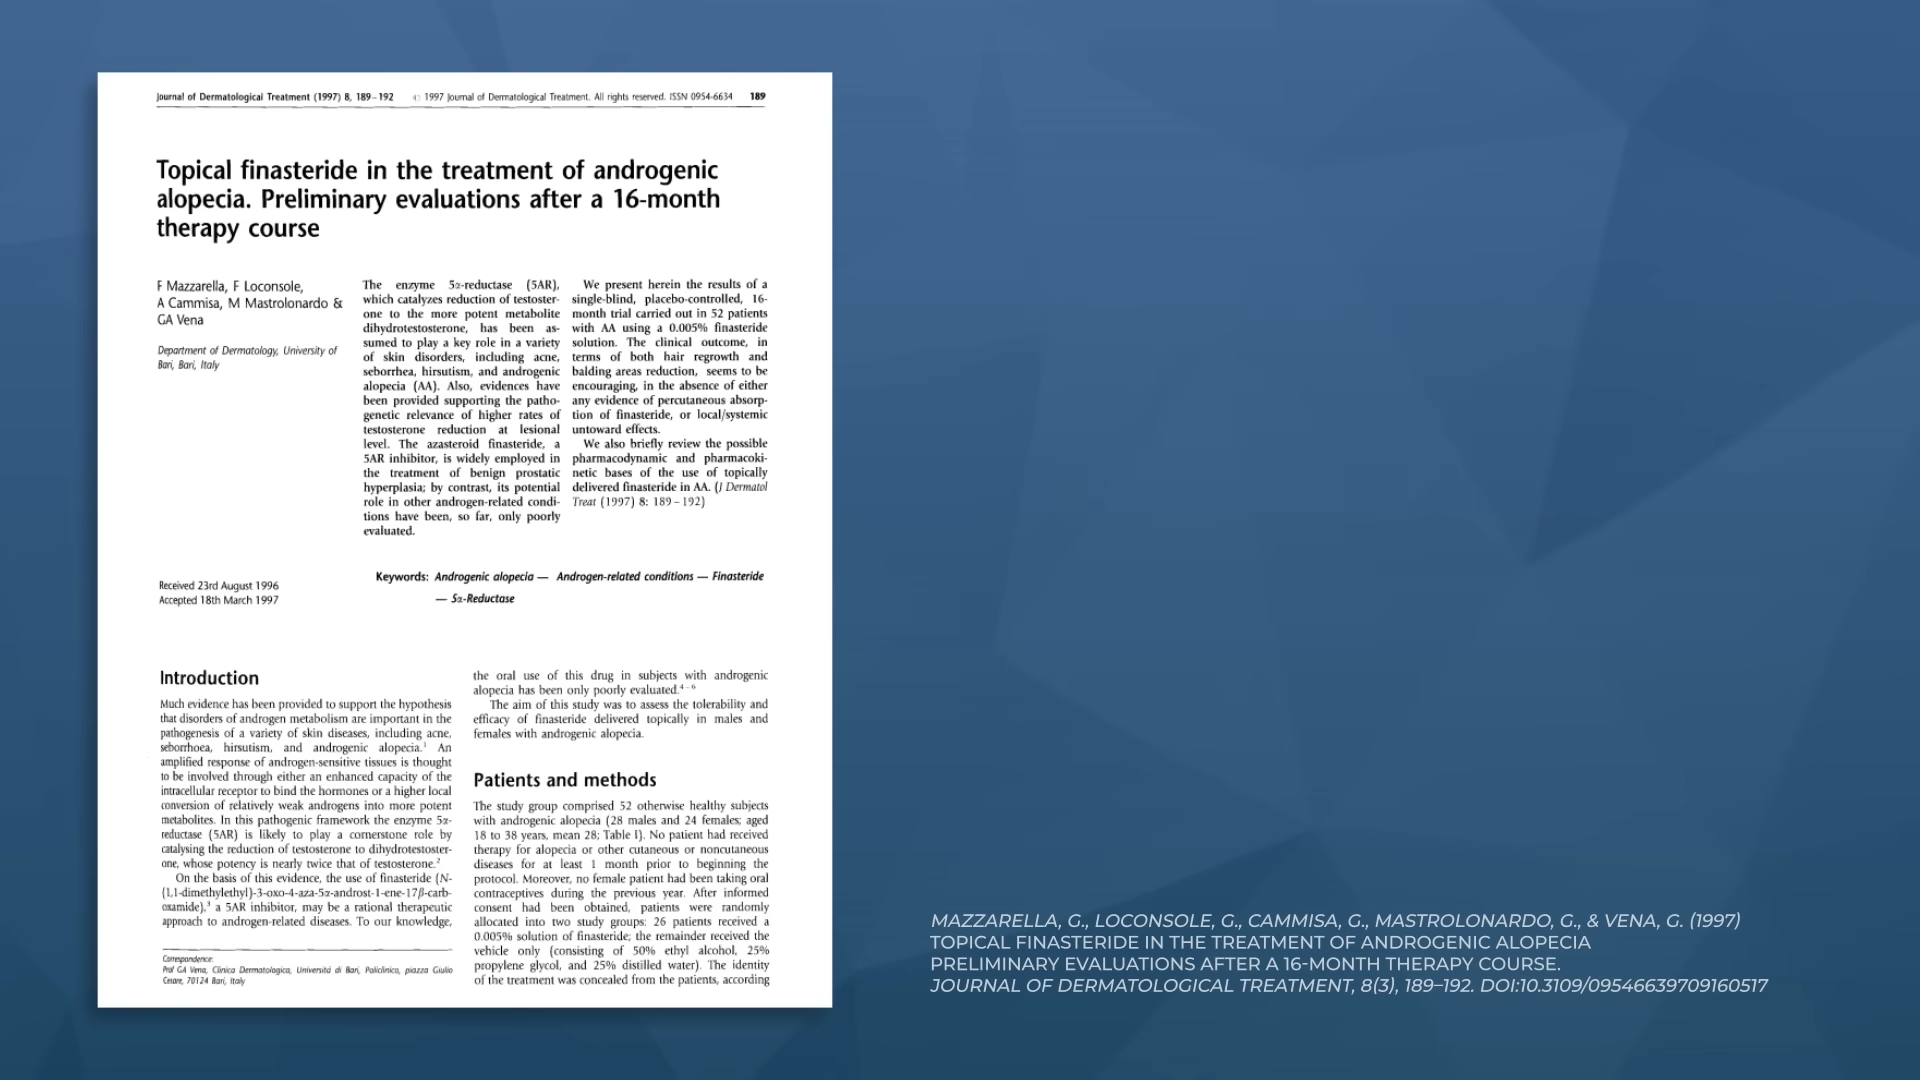 Journal of Dermatological Treatment (1997) 8, 189–192 © 1997 Journal of Dermatological Treatment. All rights reserved. ISSN 0954-6634 189
Topical finasteride in the treatment of androgenic
alopecia. Preliminary evaluations after a 16-month
therapy course
F Mazzarella, F Loconsole,
A Cammisa, M Mastrolonardo &
GA Vena
Department of Dermatology, University of
Bari, Bari, Italy
The enzyme 5α-reductase (5AR),
which catalyzes reduction of testoster-
one to the more potent metabolite
dihydrotestosterone, has been as-
sumed to play a key role in a variety
of skin disorders, including acne,
seborrhea, hirsutism, and androgenic
alopecia (AA). Also, evidences have
been provided supporting the patho-
genetic relevance of higher rates of
testosterone reduction at lesional
level. The azasteroid finasteride, a
5AR inhibitor, is widely employed in
the treatment of benign prostatic
hyperplasia; by contrast, its potential
role in other androgen-related condi-
tions have been, so far, only poorly
evaluated.
We present herein the results of a
single-blind, placebo-controlled, 16-
month trial carried out in 52 patients
with AA using a 0.005% finasteride
solution. The clinical outcome, in
terms of both hair regrowth and
balding areas reduction, seems to be
encouraging, in the absence of either
any evidence of percutaneous absorp-
tion of finasteride, or local/systemic
untoward effects.
We also briefly review the possible
pharmacodynamic and pharmacoki-
netic bases of the use of topically
delivered finasteride in AA. (J Dermatol
Treat (1997) 8: 189–192)
Received 23rd August 1996
Accepted 18th March 1997
Keywords: Androgenic alopecia — Androgen-related conditions — Finasteride
— 5α-Reductase
Introduction
Much evidence has been provided to support the hypothesis
that disorders of androgen metabolism are important in the
pathogenesis of a variety of skin diseases, including acne,
seborrhoea, hirsutism, and androgenic alopecia.¹ An
amplified response of androgen-sensitive tissues is thought
to be involved through either an enhanced capacity of the
intracellular receptor to bind the hormones or a higher local
conversion of relatively weak androgens into more potent
metabolites. In this pathogenic framework the enzyme 5α-
reductase (5AR) is likely to play a cornerstone role by
catalysing the reduction of testosterone to dihydrotestoster-
one, whose potency is nearly twice that of testosterone.²
On the basis of this evidence, the use of finasteride (N-
(1,1-dimethylethyl)-3-oxo-4-aza-5α-androst-1-ene-17β-carb-
oxamide),³ a 5AR inhibitor, may be a rational therapeutic
approach to androgen-related diseases. To our knowledge,
Correspondence:
Prof GA Vena, Clinica Dermatologica, Universitá di Bari, Policlinico, piazza Giulio
Cesare, 70124 Bari, Italy
the oral use of this drug in subjects with androgenic
alopecia has been only poorly evaluated.⁴⁻⁶
The aim of this study was to assess the tolerability and
efficacy of finasteride delivered topically in males and
females with androgenic alopecia.
Patients and methods
The study group comprised 52 otherwise healthy subjects
with androgenic alopecia (28 males and 24 females; aged
18 to 38 years, mean 28; Table I). No patient had received
therapy for alopecia or other cutaneous or noncutaneous
diseases for at least 1 month prior to beginning the
protocol. Moreover, no female patient had been taking oral
contraceptives during the previous year. After informed
consent had been obtained, patients were randomly
allocated into two study groups: 26 patients received a
0.005% solution of finasteride; the remainder received the
vehicle only (consisting of 50% ethyl alcohol, 25%
propylene glycol, and 25% distilled water). The identity
of the treatment was concealed from the patients, according
MAZZARELLA, G., LOCONSOLE, G., CAMMISA, G., MASTROLONARDO, G., & VENA, G. (1997)
TOPICAL FINASTERIDE IN THE TREATMENT OF ANDROGENIC ALOPECIA
PRELIMINARY EVALUATIONS AFTER A 16-MONTH THERAPY COURSE.
JOURNAL OF DERMATOLOGICAL TREATMENT, 8(3), 189–192. DOI:10.3109/09546639709160517